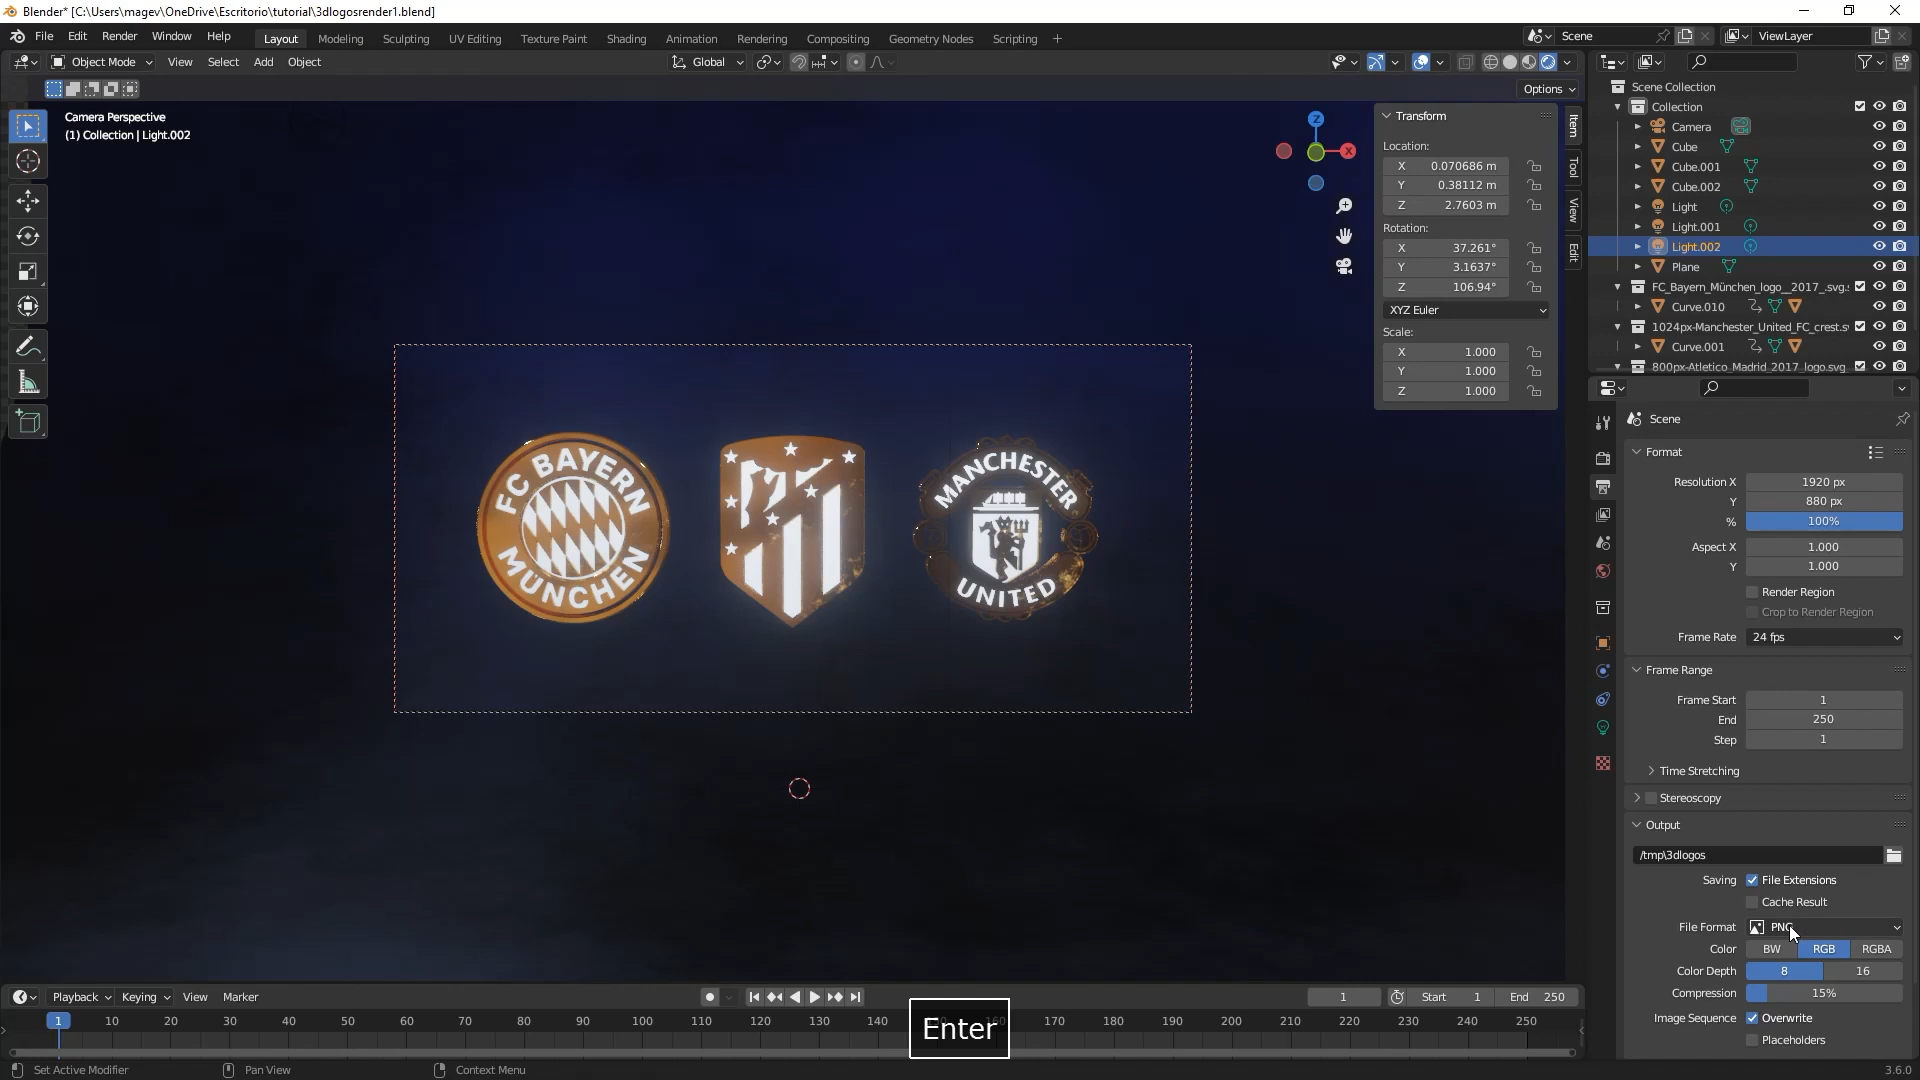 Blender* [C:\Users\magev\OneDrive\Escritorio\tutorial\3dlogosrender1.blend]
File Edit Render Window Help Layout Modeling Sculpting UV Editing Texture Paint Shading Animation Rendering Compositing Geometry Nodes Scripting + Scene ViewLayer
Object Mode View Select Add Object Global
Options
Camera Perspective
(1) Collection | Light.002
Z
X
Transform
Location:
X 0.070686 m
Y 0.38112 m
Z 2.7603 m
Rotation:
X 37.261°
Y 3.1637°
Z 106.94°
XYZ Euler
Scale:
X 1.000
Y 1.000
Z 1.000
Item
Tool
View
Edit
Scene Collection
Collection
Camera
Cube
Cube.001
Cube.002
Light
Light.001
Light.002
Plane
FC_Bayern_München_logo__2017_.svg
Curve.010
1024px-Manchester_United_FC_crest.sv
Curve.001
800px-Atletico_Madrid_2017_logo.svg
FC BAYERN
MÜNCHEN
MANCHESTER
UNITED
Scene
Format
Resolution X 1920 px
Y 880 px
% 100%
Aspect X 1.000
Y 1.000
Render Region
Crop to Render Region
Frame Rate 24 fps
Frame Range
Frame Start 1
End 250
Step 1
Time Stretching
Stereoscopy
Output
/tmp\3dlogos
Saving File Extensions
Cache Result
File Format PNG
Color BW RGB RGBA
Color Depth 8 16
Compression 15%
Image Sequence Overwrite
Placeholders
Playback Keying View Marker 1 Start 1 End 250
1 10 20 30 40 50 60 70 80 90 100 110 120 130 140 160 170 180 190 200 210 220 230 240 250
Enter
Set Active Modifier Pan View Context Menu 3.6.0